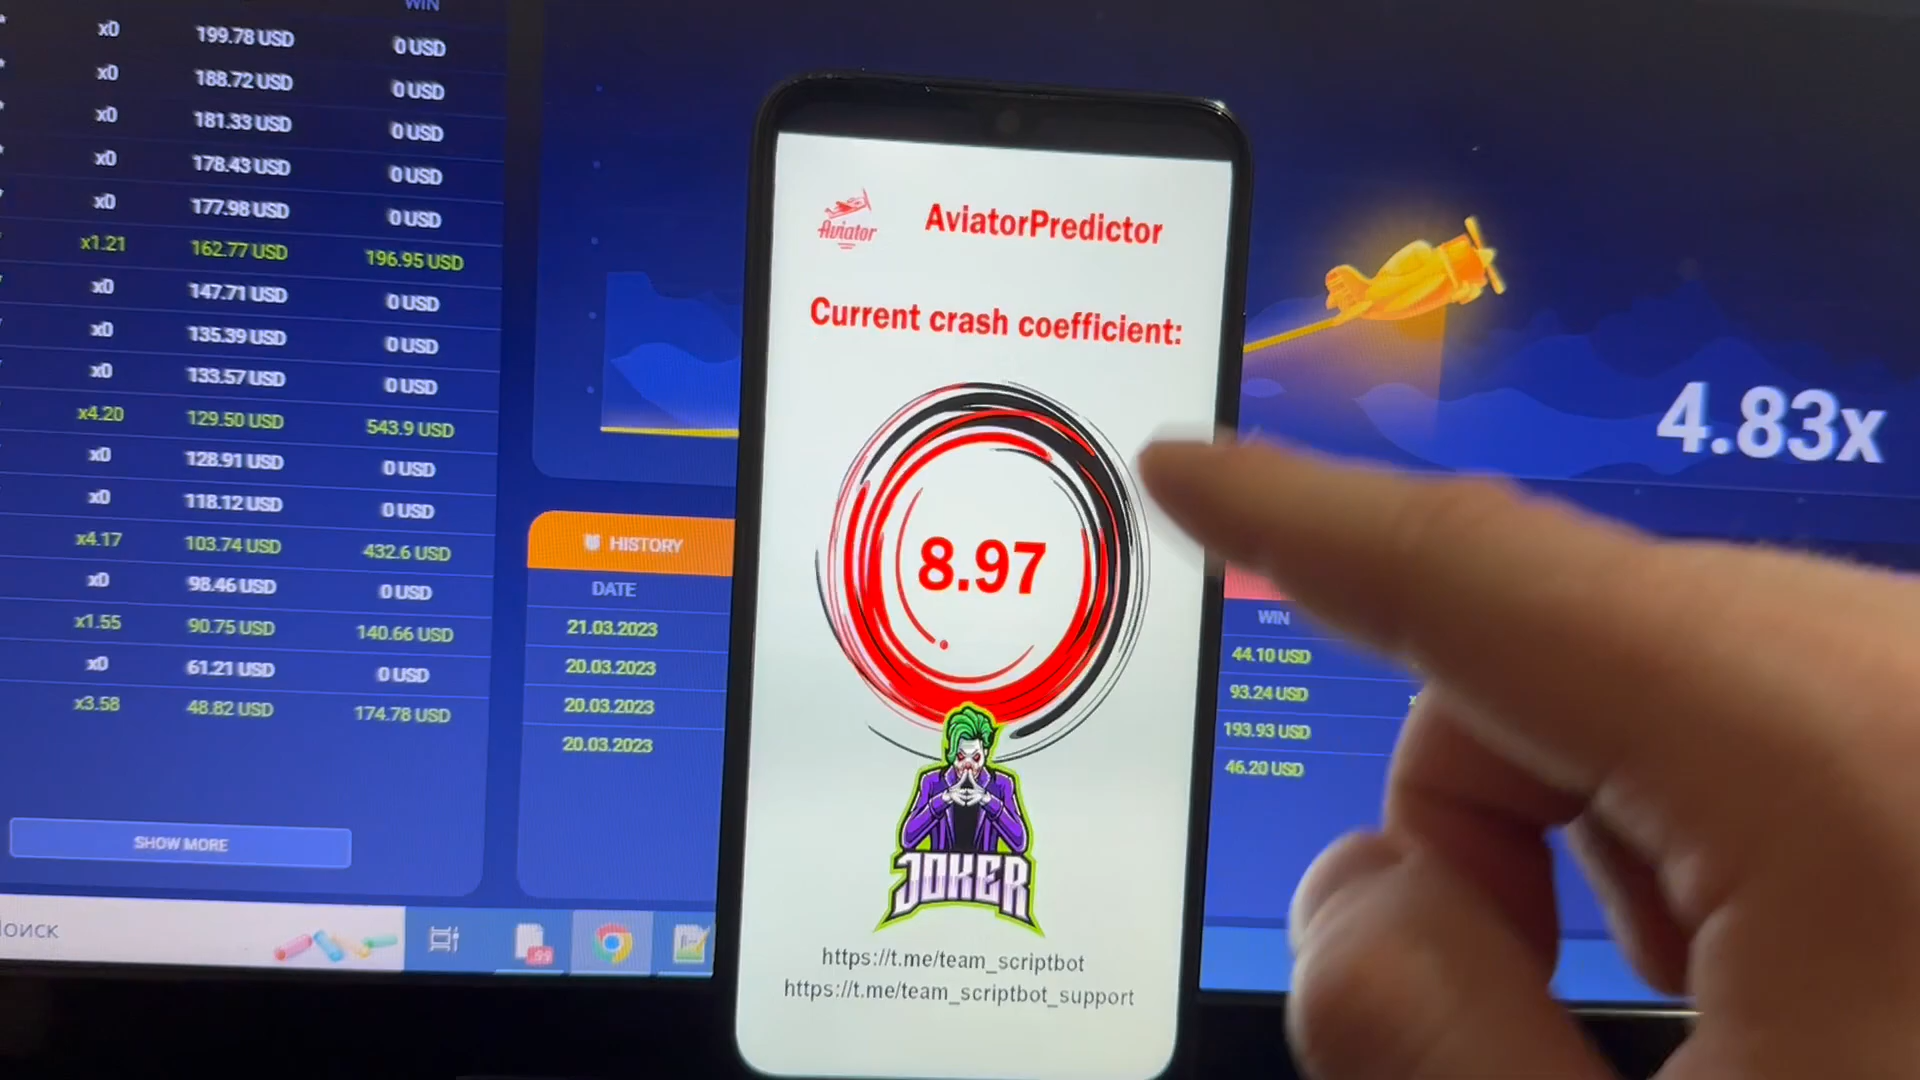 WIN
x0 199.78 USD 0 USD
x0 188.72 USD 0 USD
x0 181.33 USD 0 USD
x0 178.43 USD 0 USD
x0 177.98 USD 0 USD
x1.21 162.77 USD 196.95 USD
x0 147.71 USD 0 USD
x0 135.39 USD 0 USD
x0 133.57 USD 0 USD
x4.20 129.50 USD 543.9 USD
x0 128.91 USD 0 USD
x0 118.12 USD 0 USD
x4.17 103.74 USD 432.6 USD
x0 98.46 USD 0 USD
x1.55 90.75 USD 140.66 USD
x0 61.21 USD 0 USD
x3.58 48.82 USD 174.78 USD
SHOW MORE
HISTORY
DATE
21.03.2023
20.03.2023
20.03.2023
20.03.2023
Aviator
AviatorPredictor
Current crash coefficient:
8.97
JOKER
https://t.me/team_scriptbot
https://t.me/team_scriptbot_support
4.83x
WIN
44.10 USD
93.24 USD
193.93 USD
46.20 USD